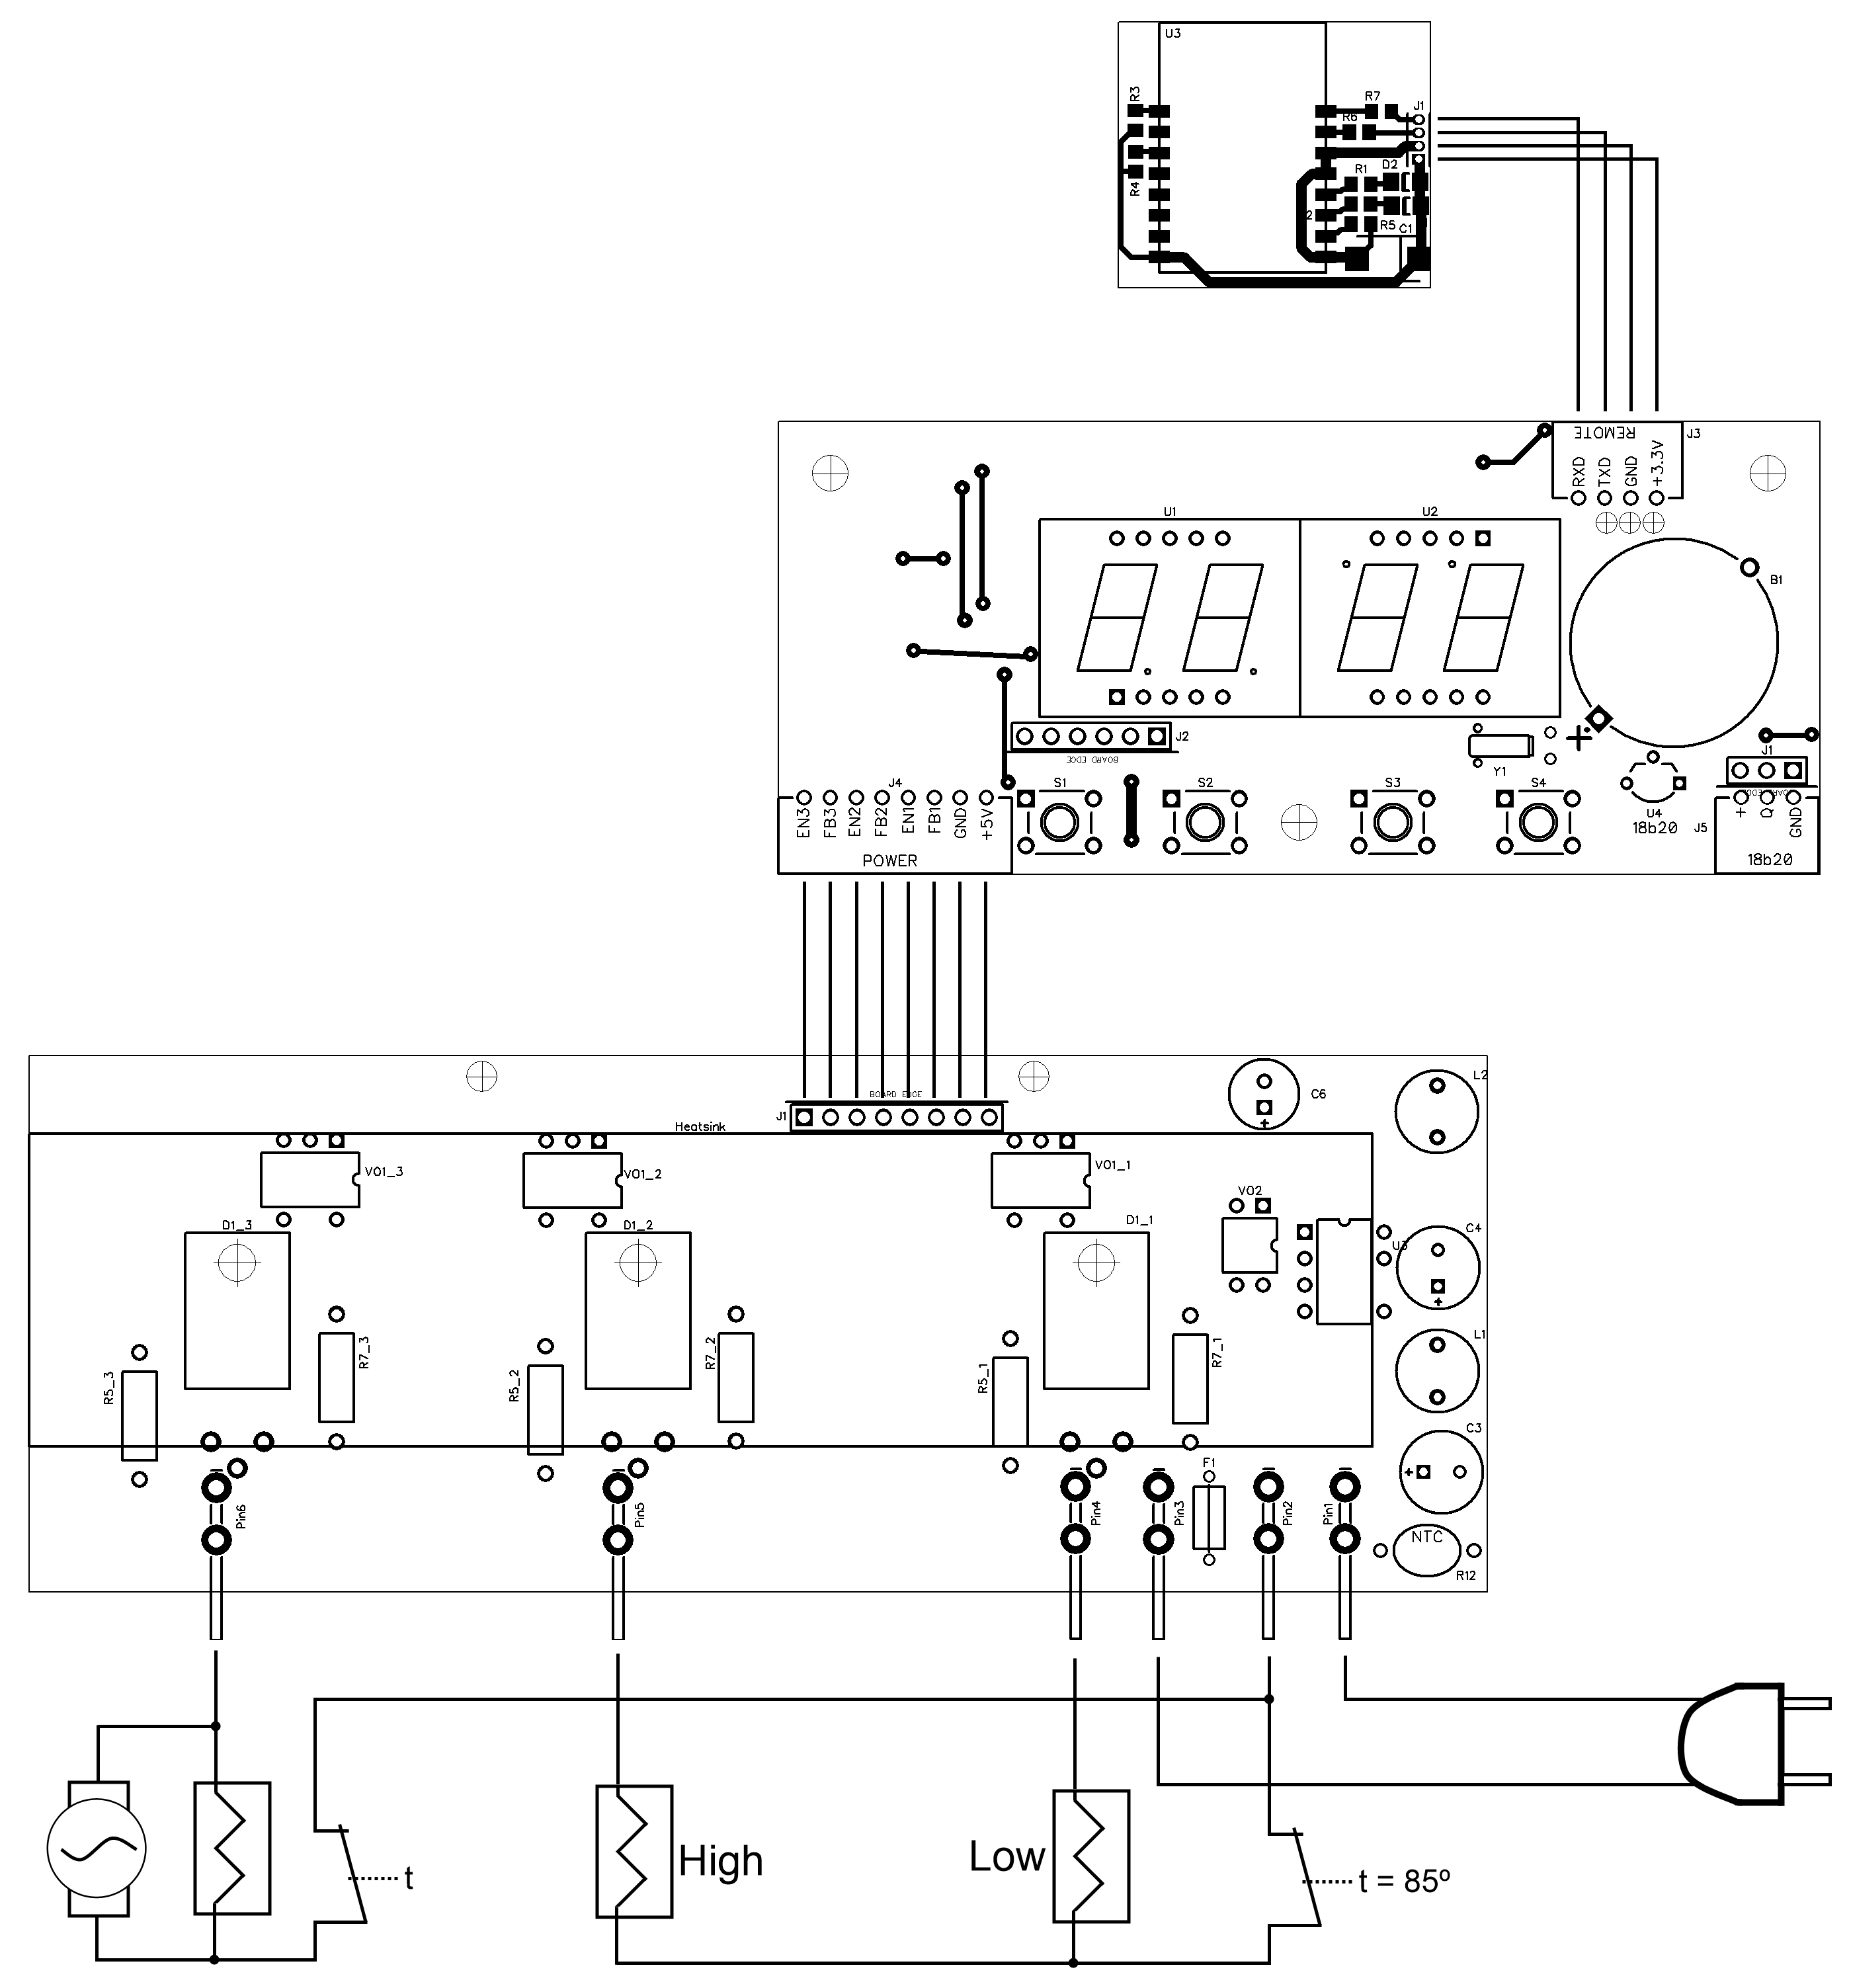 U3
R3
R7
J1
R6
R4
D2
R1
2
R5
C1
REMOTE
J3
RXD
TXD
GND
+3.3V
U1
U2
B1
+
J2
BOARD EDGE
Y1
J1
J4
S1
S2
S3
S4
U4
18b20
J5
EN3
FB3
EN2
FB2
EN1
FB1
GND
+5V
POWER
+
Q
GND
18b20
BOARD EDGE
J1
Heatsink
C6
+
L2
VO1_3
VO1_2
VO1_1
VO2
D1_3
D1_2
D1_1
U3
C4
+
R5_3
R7_3
R5_2
R7_2
R5_1
R7_1
L1
C3
+
F1
Pin6
Pin5
Pin4
Pin3
Pin2
Pin1
NTC
R12
t
High
Low
t = 85º